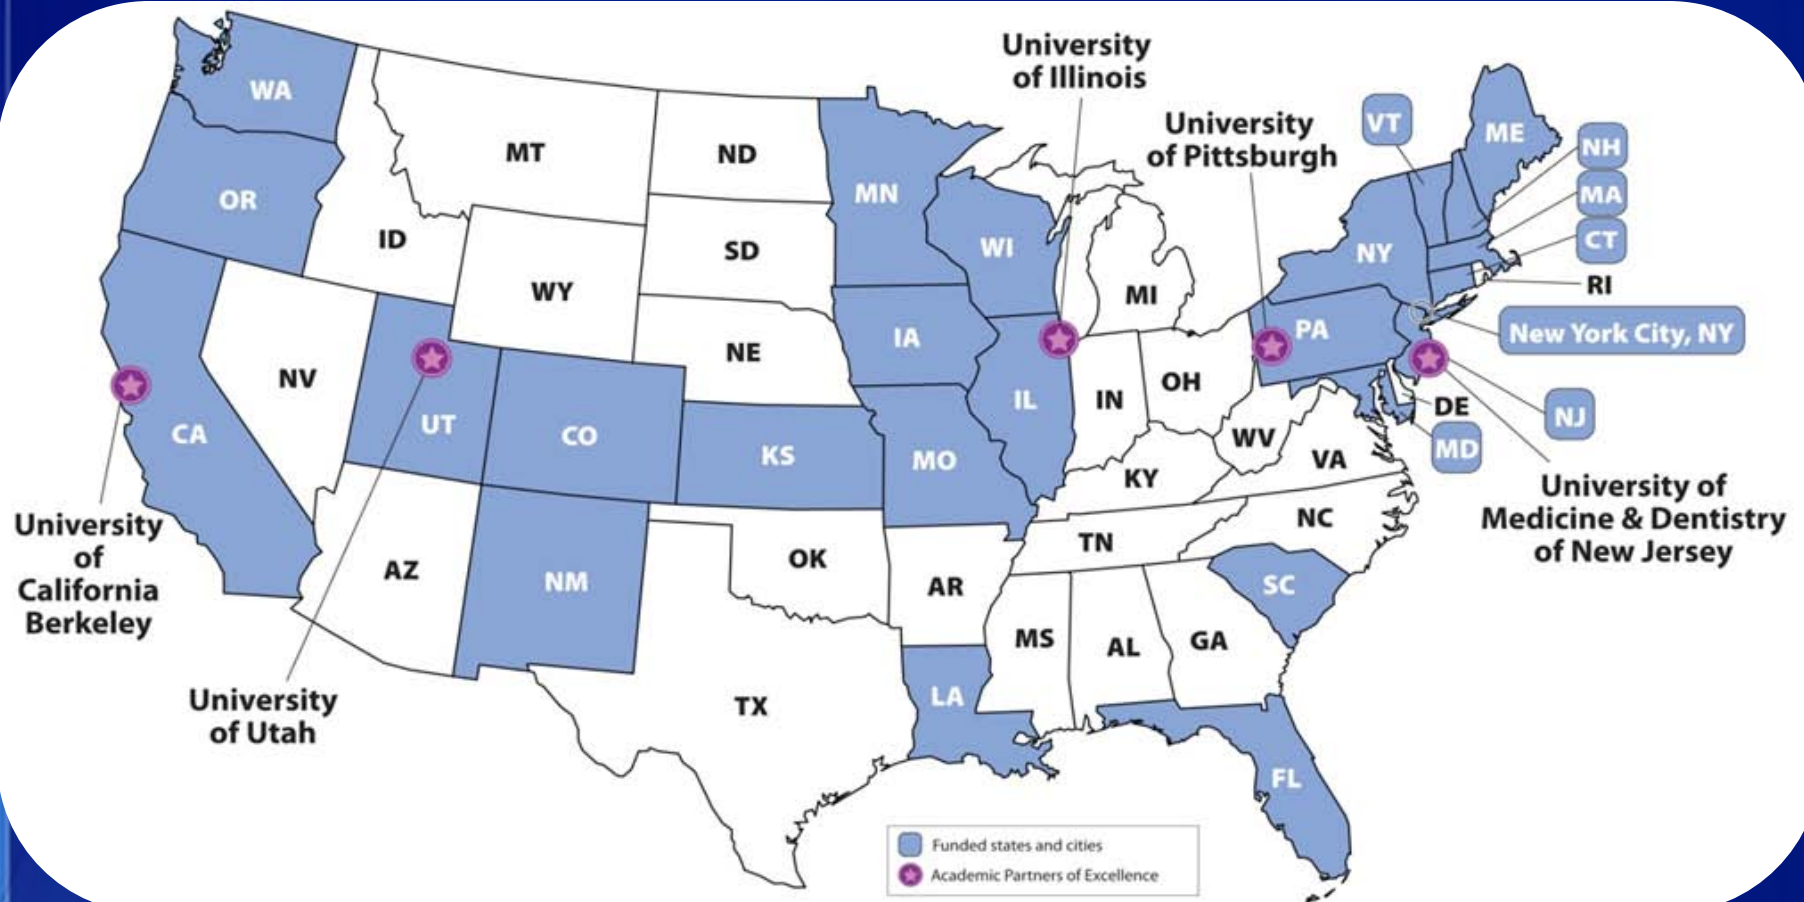 University
of Illinois
University
of Pittsburgh
WA
VT
ME
NH
MT
ND
MN
MA
OR
CT
ID
SD
WI
NY
RI
WY
MI
New York City, NY
PA
IA
NE
NV
OH
IN
IL
DE
NJ
UT
CO
CA
KS
MO
WV
MD
VA
KY
University of
Medicine & Dentistry
of New Jersey
University
of
California
Berkeley
NC
TN
OK
AZ
NM
AR
SC
MS
AL
GA
University
of Utah
LA
TX
FL
Funded states and cities
Academic Partners of Excellence